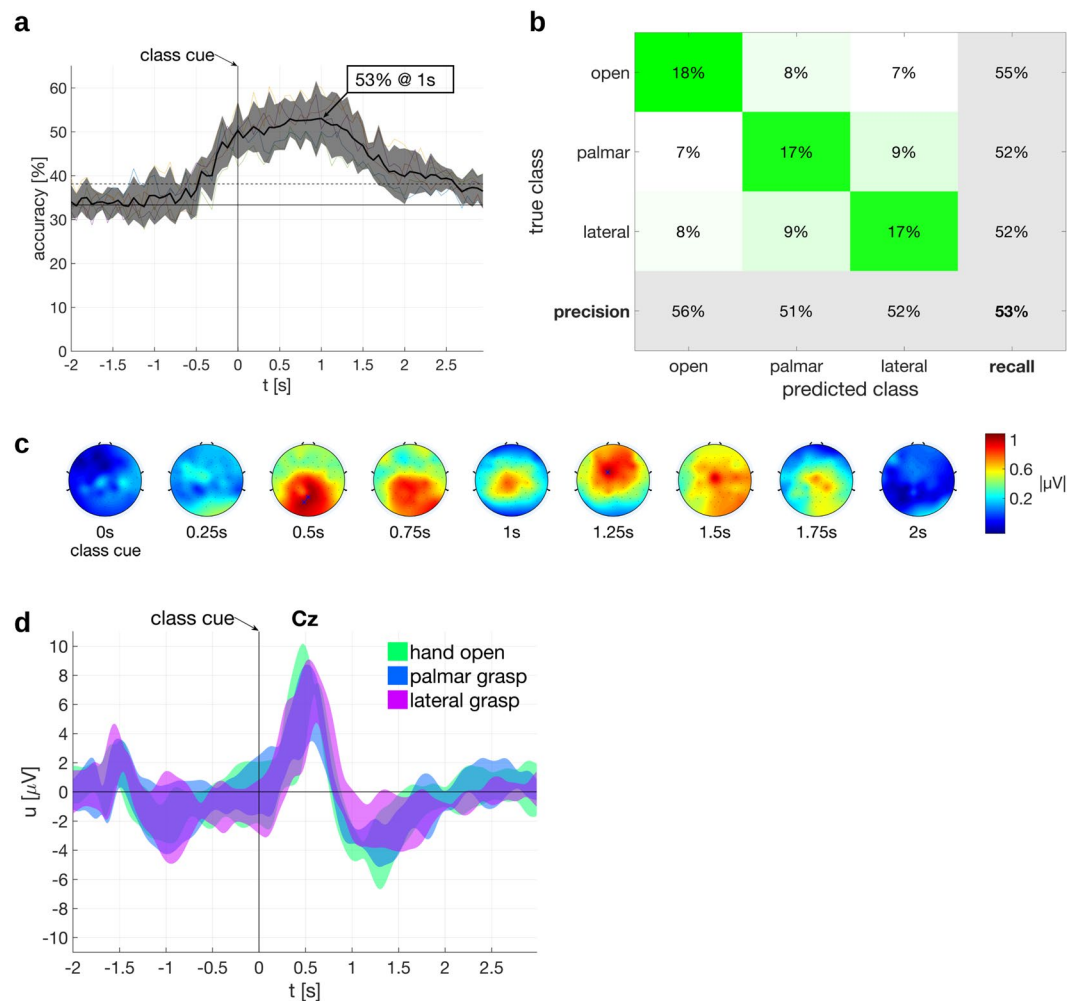 a
class cue
53% @ 1s
accuracy [%]
60
50
40
30
20
10
0
-2 -1.5 -1 -0.5 0 0.5 1 1.5 2 2.5
t [s]
b
true class
open 18% 8% 7% 55%
palmar 7% 17% 9% 52%
lateral 8% 9% 17% 52%
precision 56% 51% 52% 53%
open palmar lateral recall
predicted class
c
0s 0.25s 0.5s 0.75s 1s 1.25s 1.5s 1.75s 2s
class cue
1
0.6
0.2
|µV|
d
class cue
Cz
hand open
palmar grasp
lateral grasp
u [µV]
10
8
6
4
2
0
-2
-4
-6
-8
-10
-2 -1.5 -1 -0.5 0 0.5 1 1.5 2 2.5
t [s]